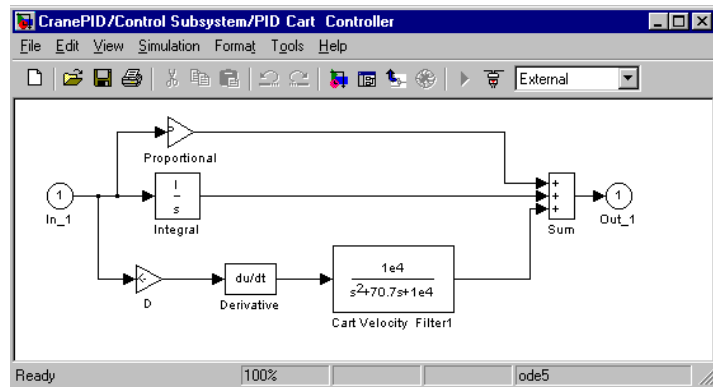 CranePID/Control Subsystem/PID Cart Controller
File Edit View Simulation Format Tools Help
External
Proportional
1
In_1
I
s
Integral
+
+
+
Sum
1
Out_1
D
du/dt
Derivative
1e4
s²+70.7s+1e4
Cart Velocity Filter1
Ready 100% ode5